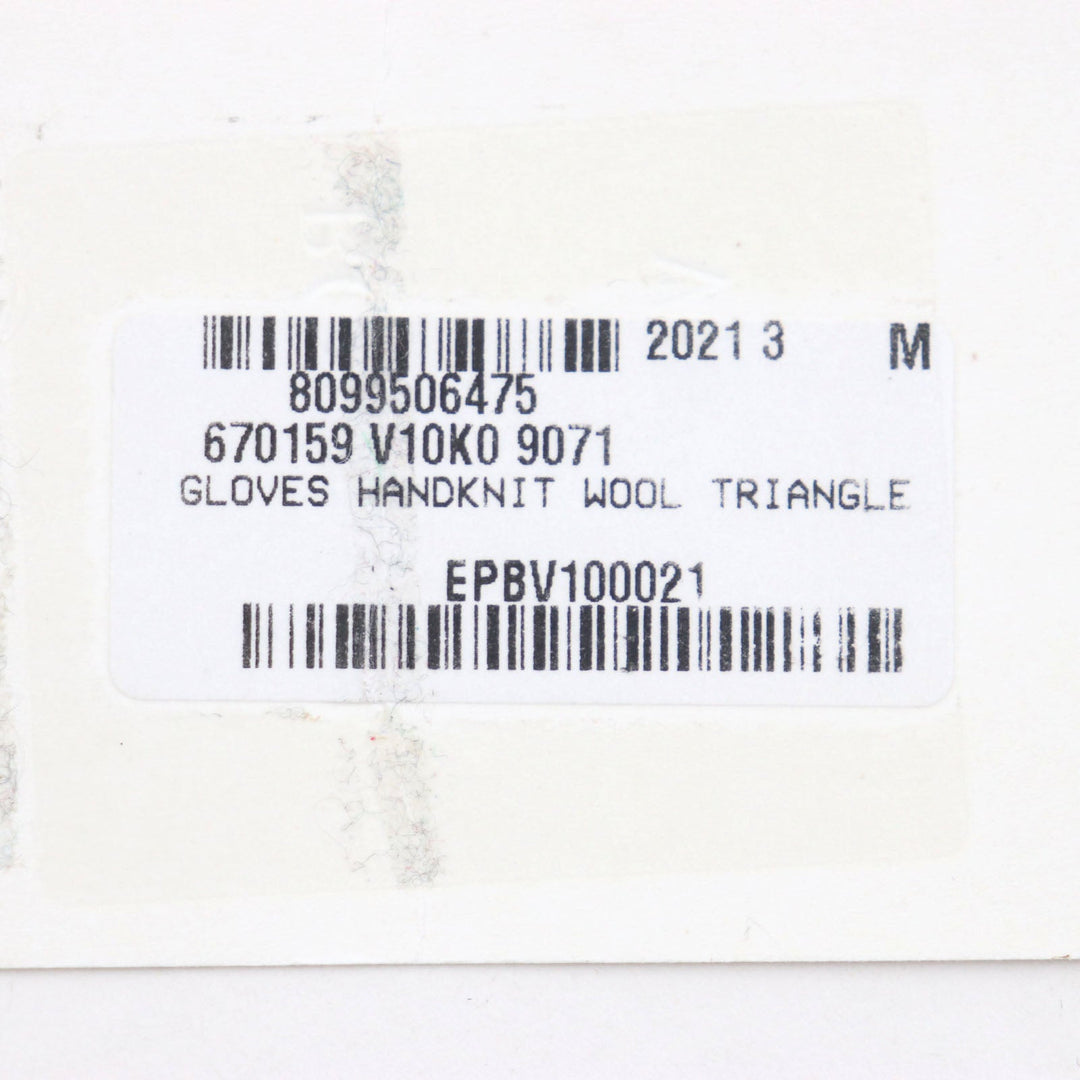 2021 3 M
8099506475
670159 V10K0 9071
GLOVES HANDKNIT WOOL TRIANGLE
EPBV100021